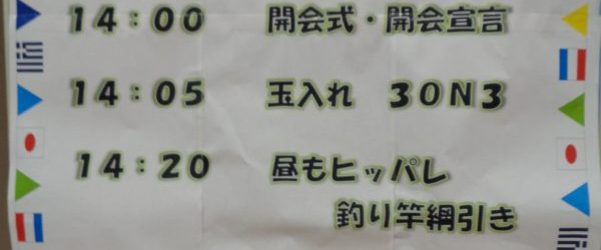 14:00 開会式・開会宣言
14:05 玉入れ 3ON3
14:20 昼もヒッパレ
釣り竿綱引き